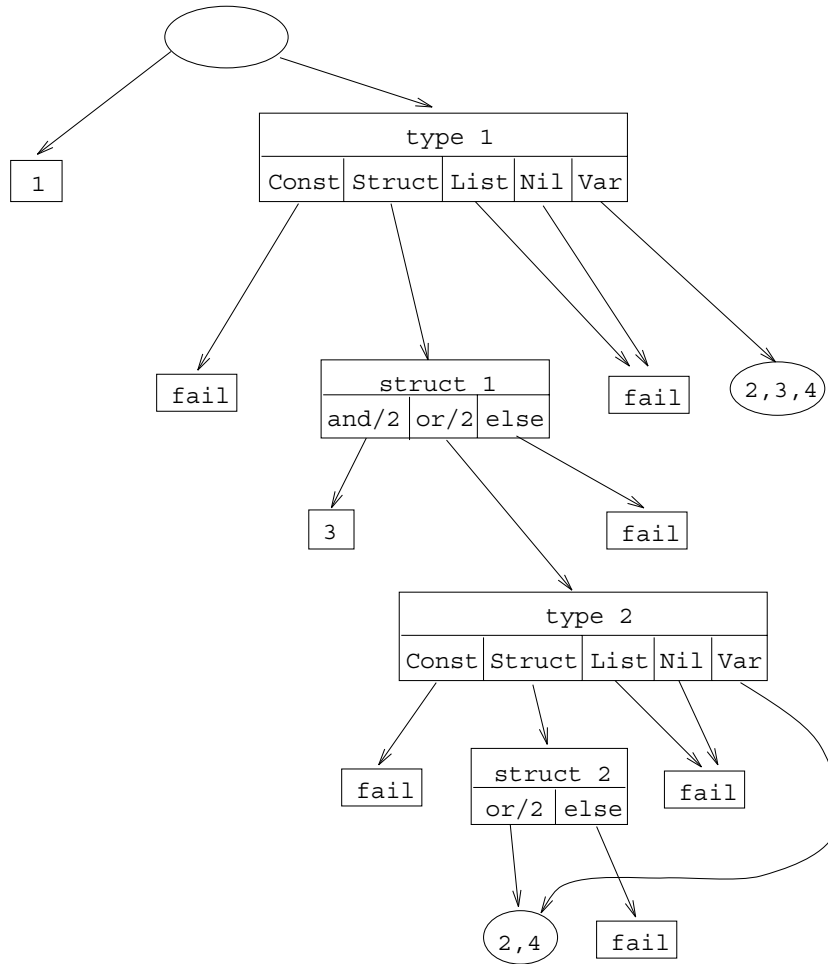 type 1
1
Const Struct List Nil Var
fail
struct 1
fail
2,3,4
and/2 or/2 else
3
fail
type 2
Const Struct List Nil Var
fail
struct 2
fail
or/2 else
2,4
fail